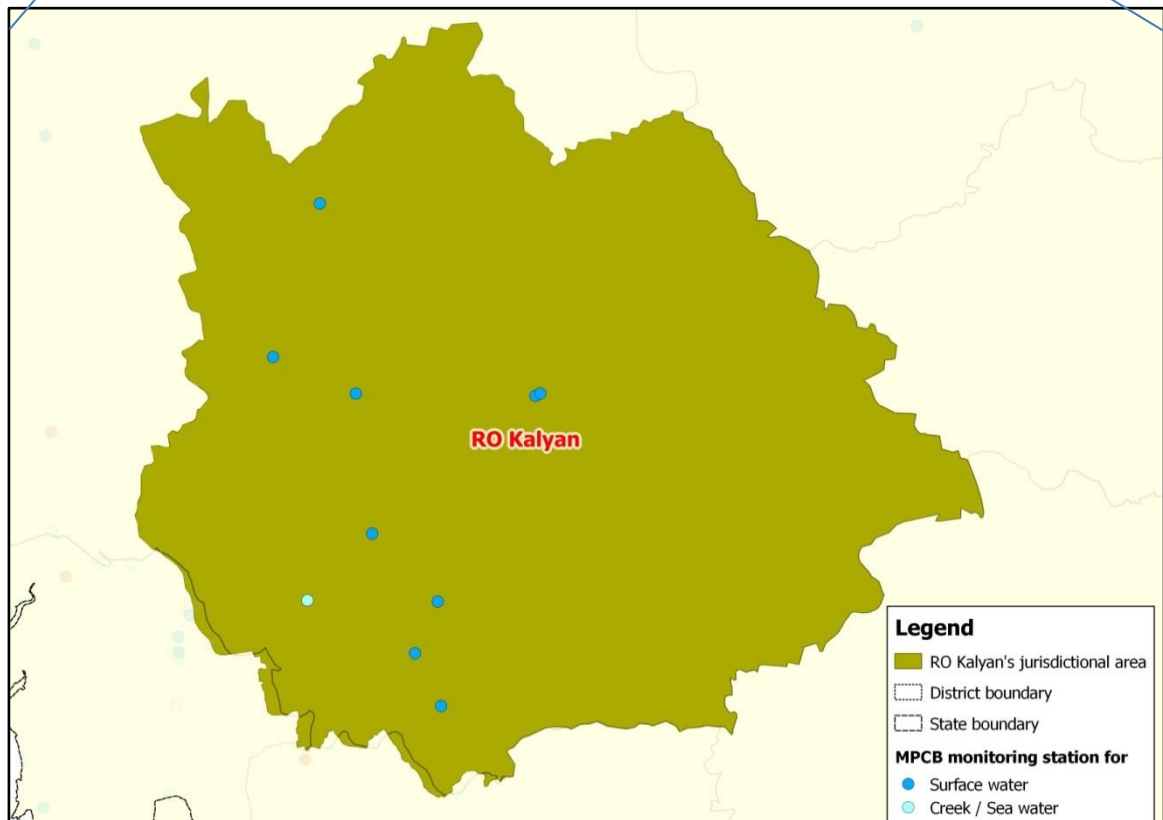 RO Kalyan
Legend
RO Kalyan's jurisdictional area
District boundary
State boundary
MPCB monitoring station for
Surface water
Creek / Sea water